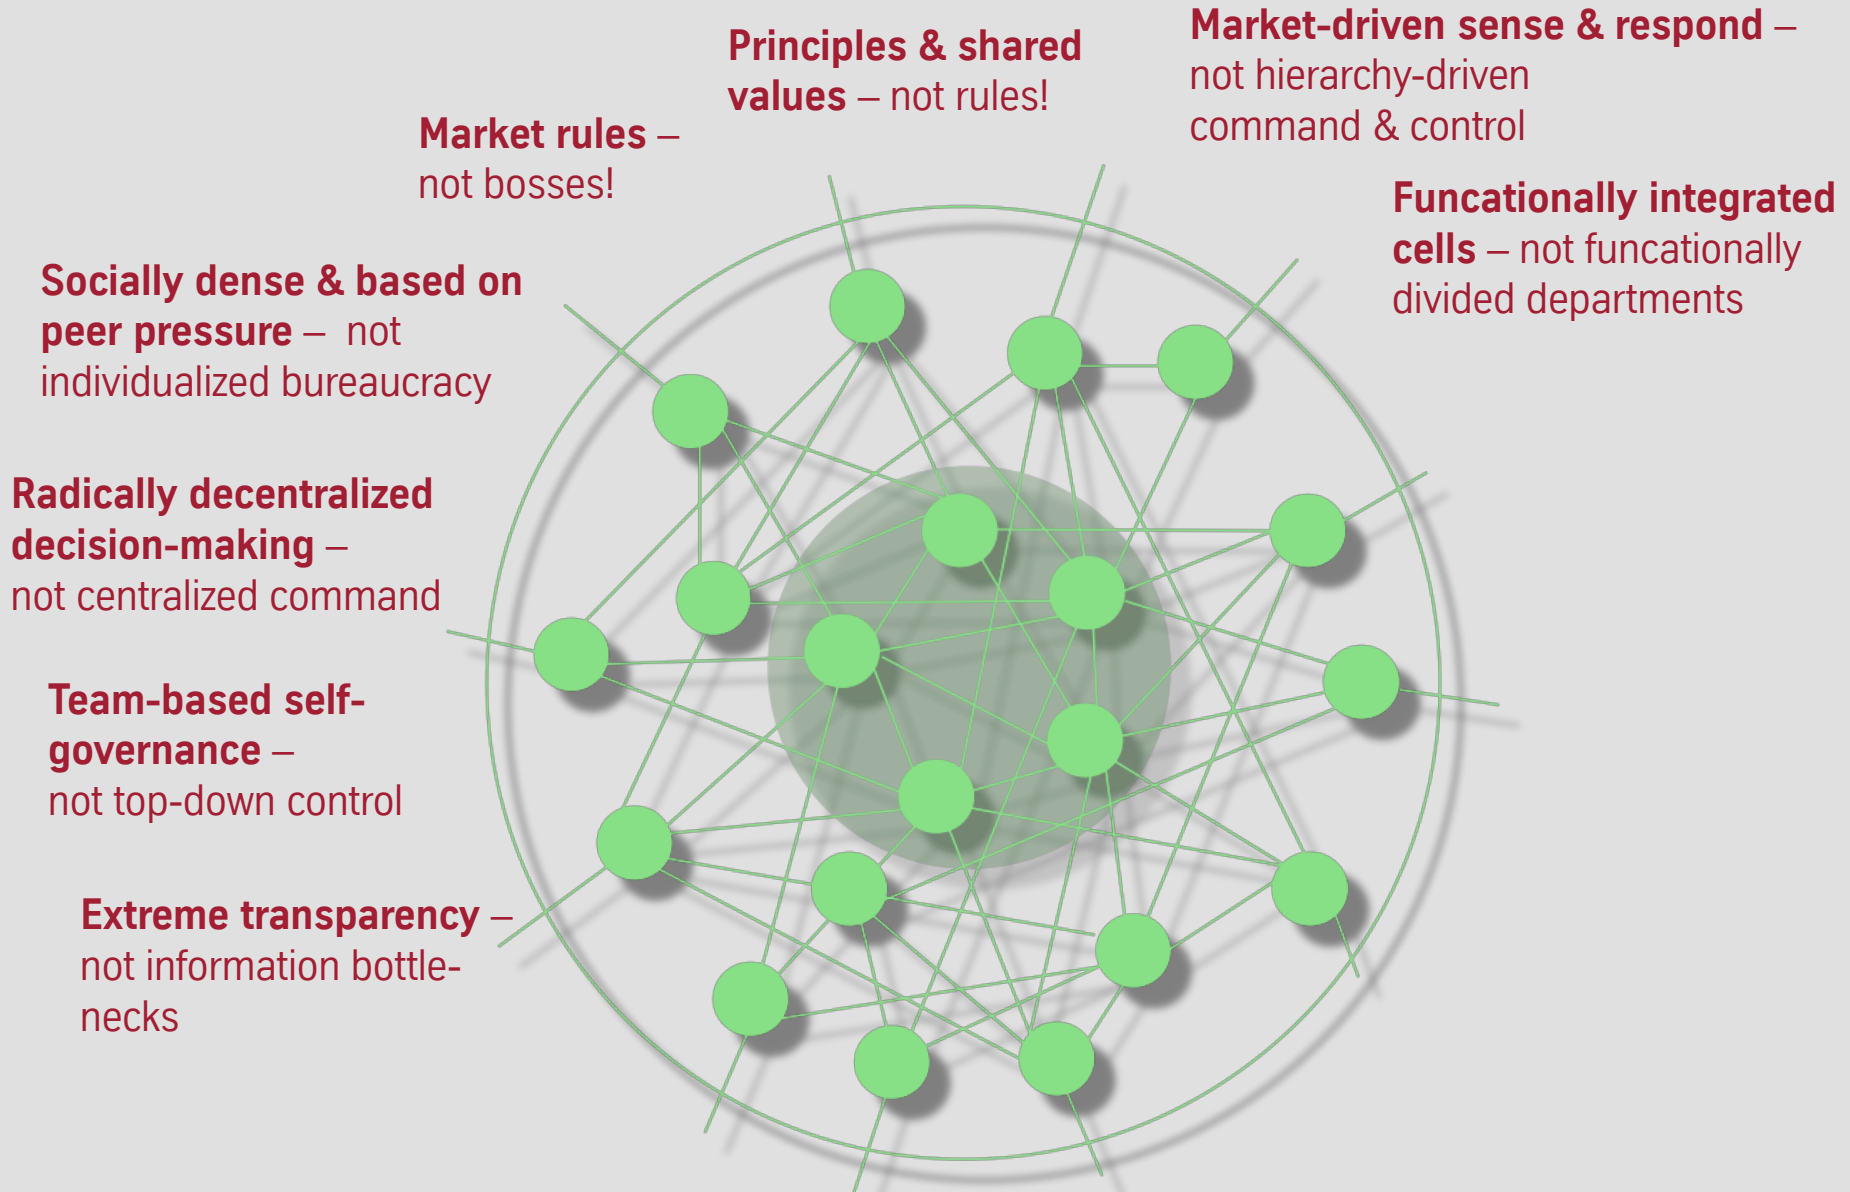 Principles & shared
values – not rules!
Market-driven sense & respond –
not hierarchy-driven
command & control
Market rules –
not bosses!
Funcationally integrated
cells – not funcationally
divided departments
Socially dense & based on
peer pressure – not
individualized bureaucracy
Radically decentralized
decision-making –
not centralized command
Team-based self-
governance –
not top-down control
Extreme transparency –
not information bottle-
necks